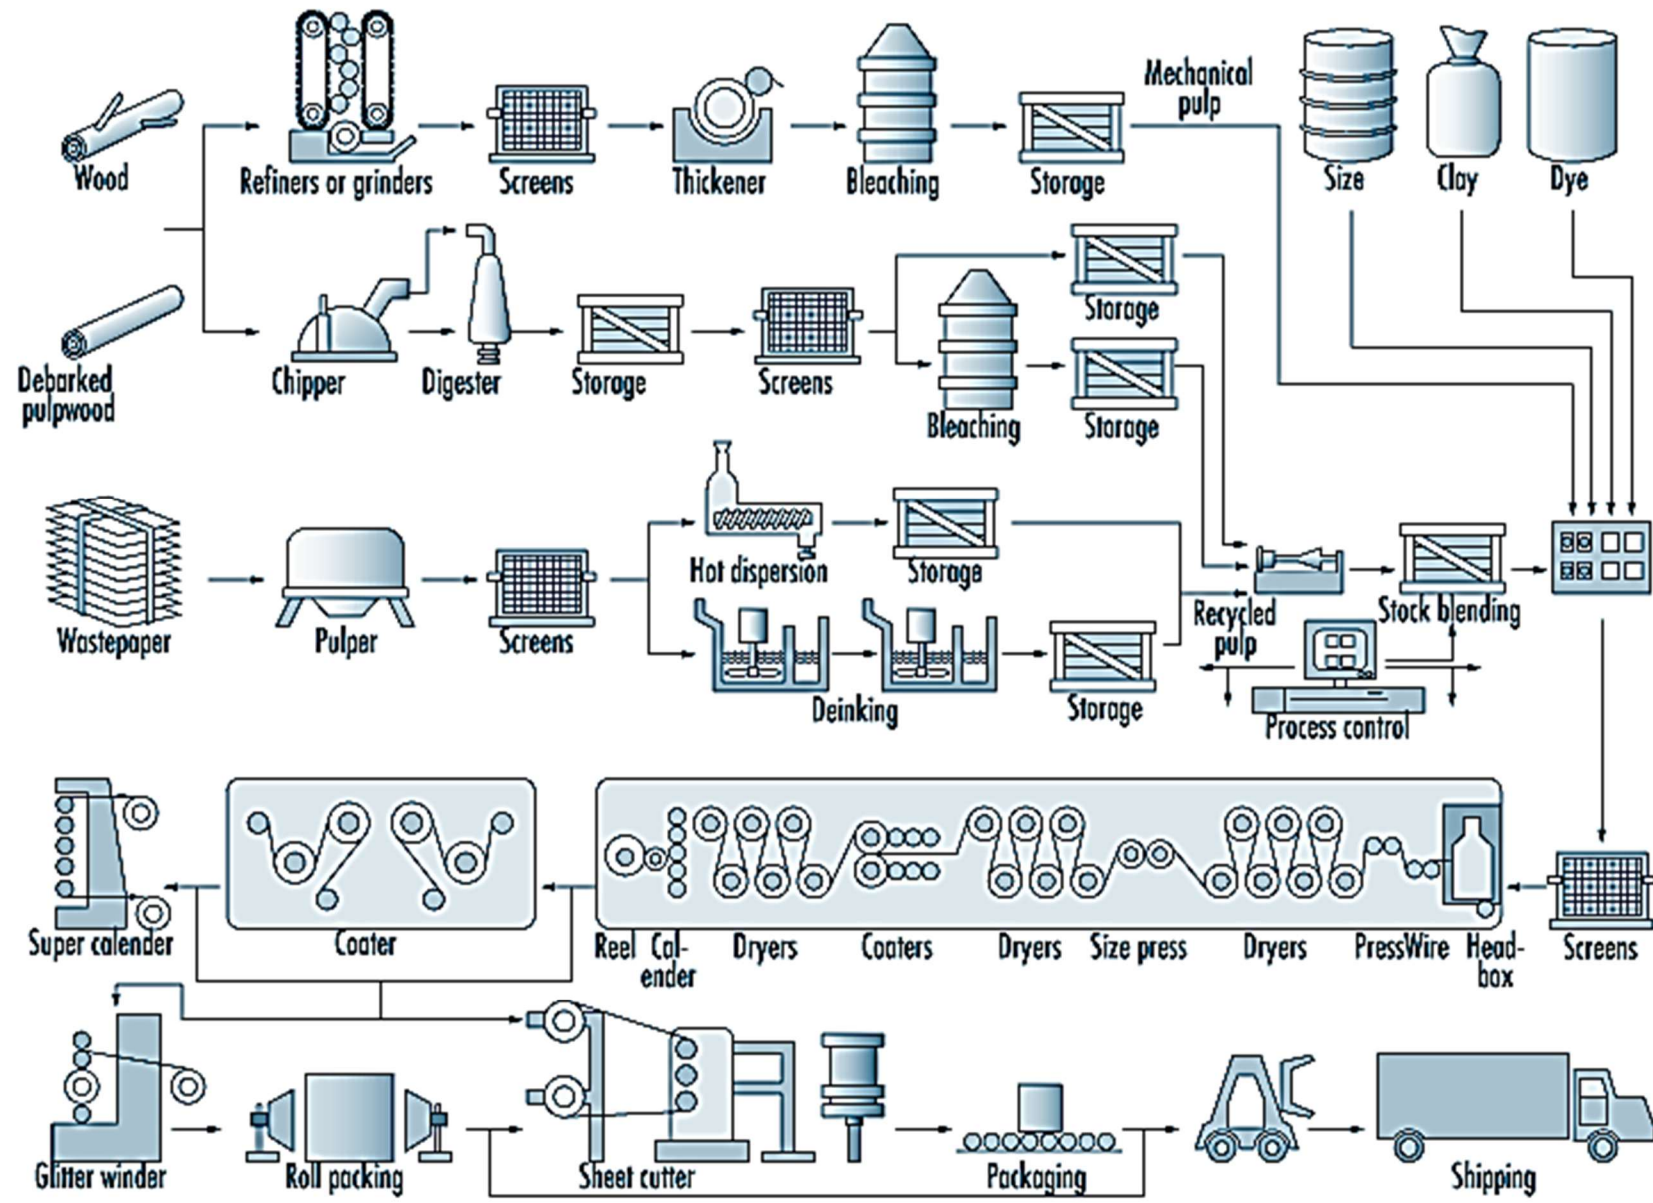 Mechanical
pulp
Wood
Refiners or grinders
Screens
Thickener
Bleaching
Storage
Size
Clay
Dye
Storage
Debarked
pulpwood
Chipper
Digester
Storage
Screens
Bleaching
Storage
Hot dispersion
Storage
Wastepaper
Pulper
Screens
Recycled
pulp
Stock blending
Deinking
Storage
Process control
Super calender
Coater
Reel
Cal-
ender
Dryers
Coaters
Dryers
Size press
Dryers
Press
Wire
Head-
box
Screens
Glitter winder
Roll packing
Sheet cutter
Packaging
Shipping